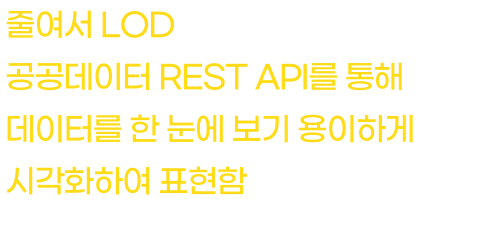 줄여서 LOD
공공데이터 REST API를 통해
데이터를 한 눈에 보기 용이하게
시각화하여 표현함